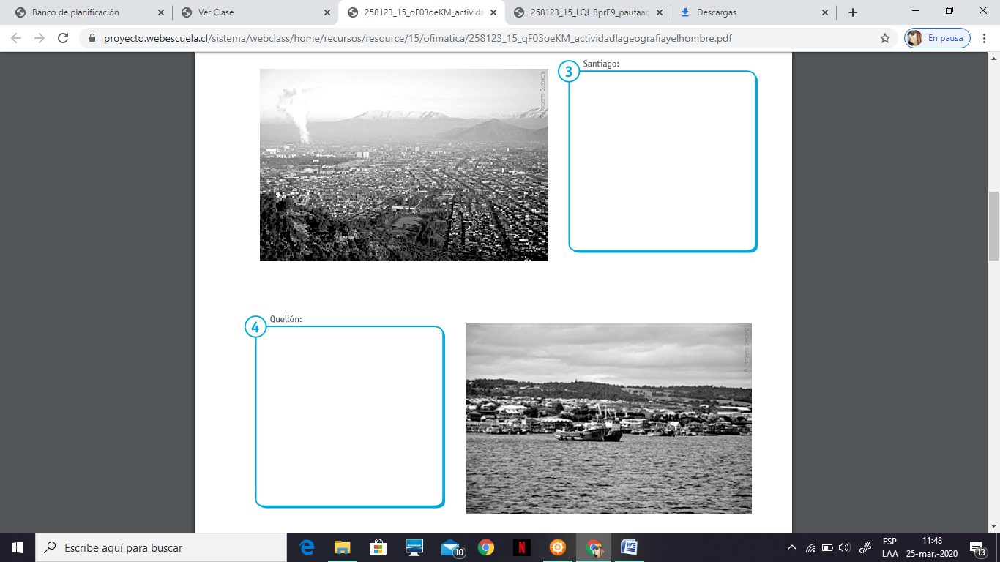 Banco de planificación
Ver Clase
258123_15_qF03oeKM_activida
258123_15_LQHBprF9_pautaac
Descargas
proyecto.webescuela.cl/sistema/webclass/home/recursos/resource/15/ofimatica/258123_15_qF03oeKM_actividadlageografiayelhombre.pdf
En pausa
3
Santiago:
4
Quellón:
Escribe aquí para buscar
10
N
W
ESP
LAA
11:48
25-mar.-2020
13